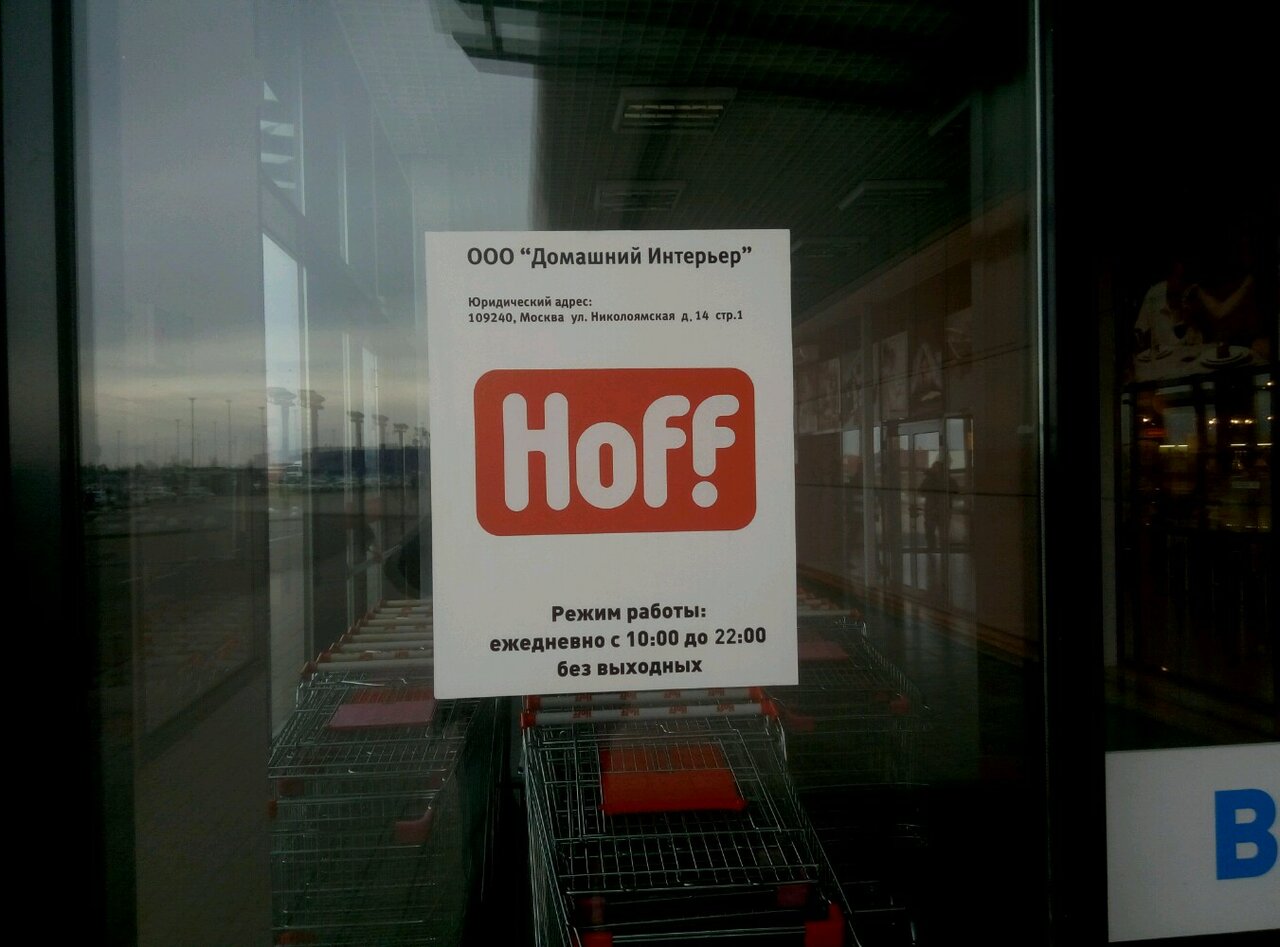 ООО “Домашний Интерьер”
Юридический адрес:
109240, Москва ул. Николоямская д. 14 стр.1
Hoff
Режим работы:
ежедневно с 10:00 до 22:00
без выходных
В